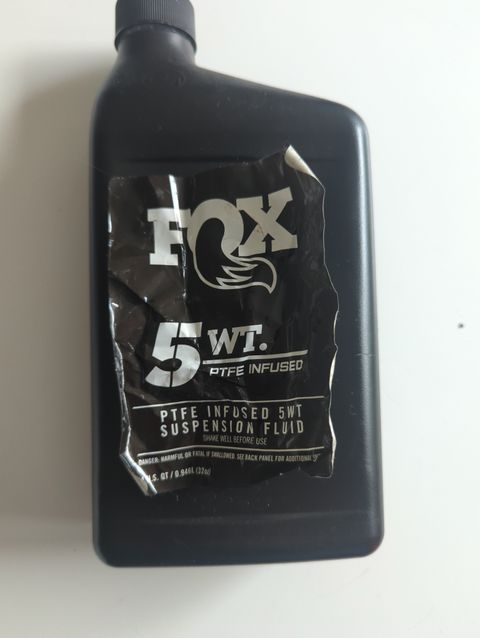 FOX
5 WT.
PTFE INFUSED
PTFE INFUSED 5WT
SUSPENSION FLUID
SHAKE WELL BEFORE USE
DANGER: HARMFUL OR FATAL IF SWALLOWED. SEE BACK PANEL FOR ADDITIONAL
U.S. QT / 0.946L (32oz)